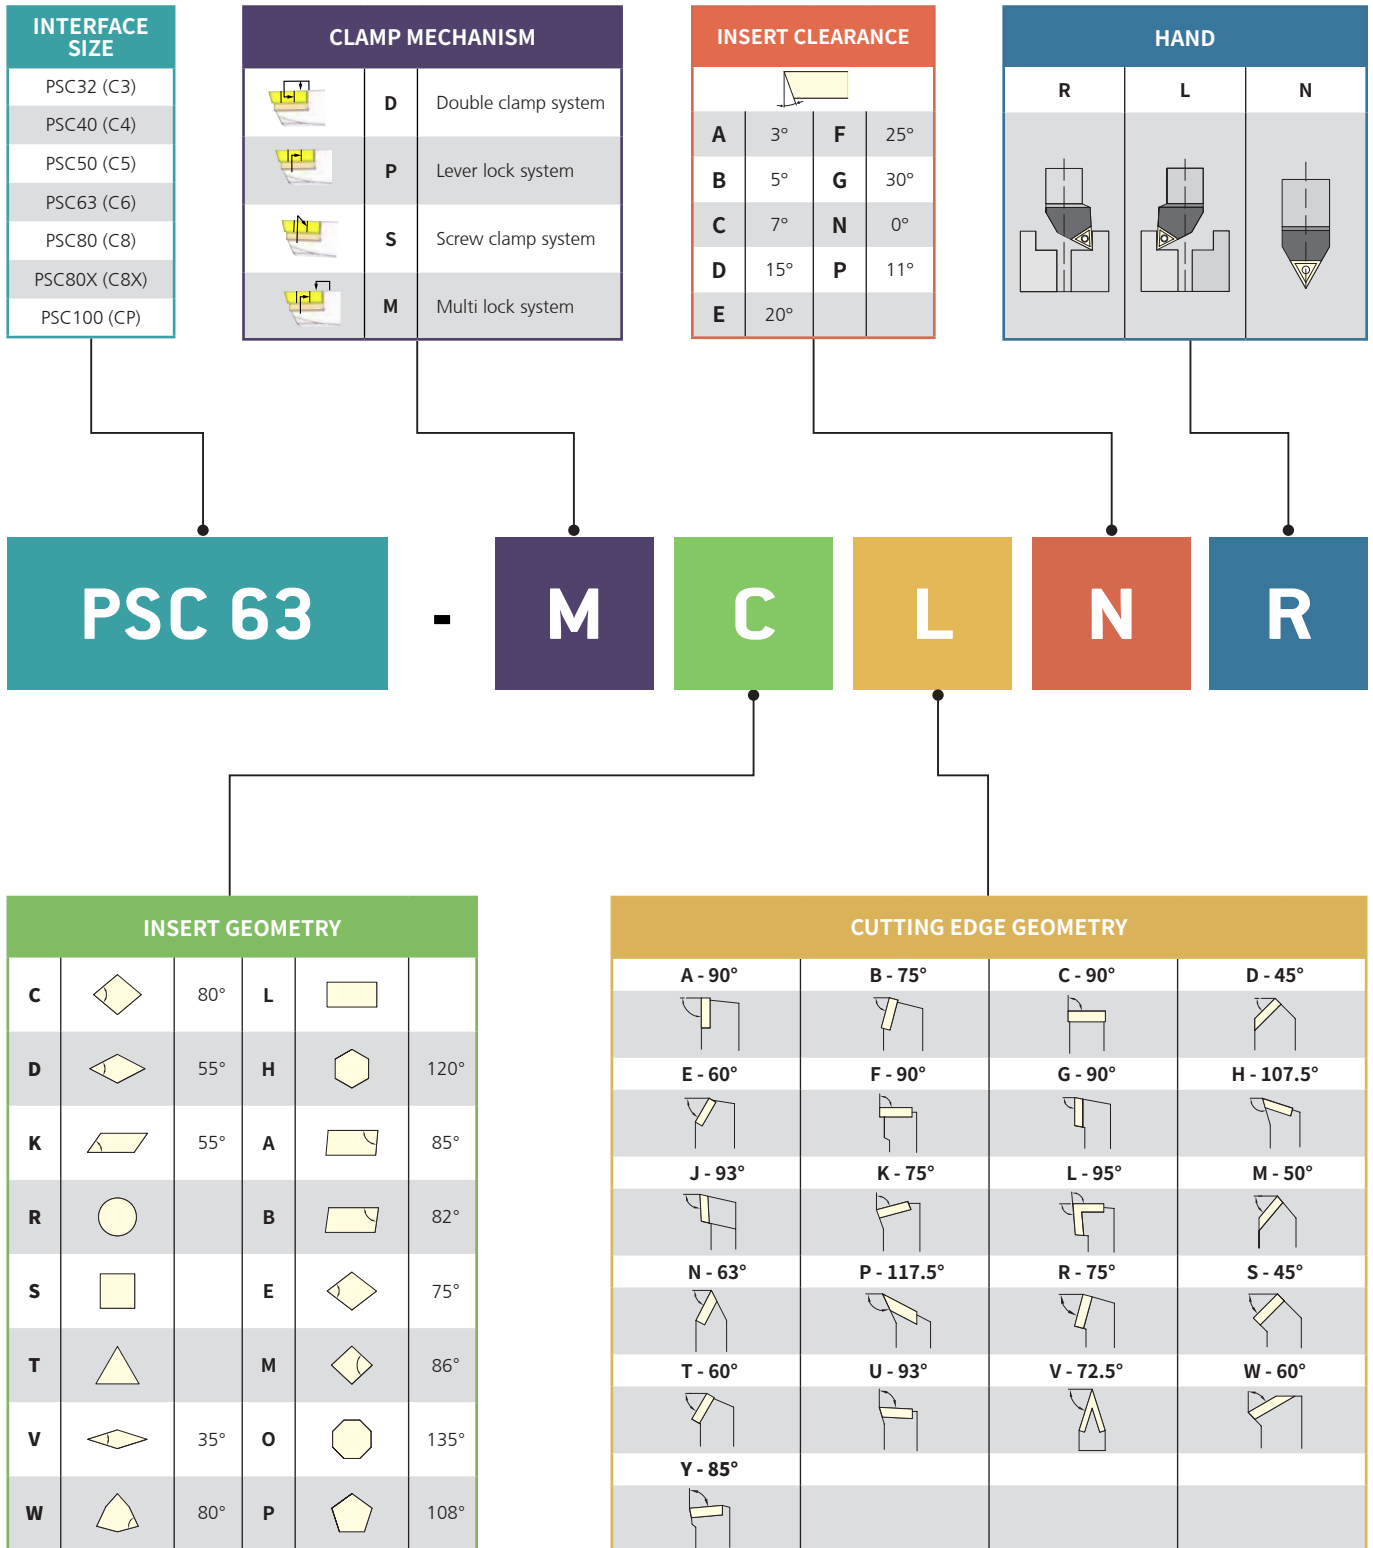 INTERFACE
SIZE
PSC32 (C3)
PSC40 (C4)
PSC50 (C5)
PSC63 (C6)
PSC80 (C8)
PSC80X (C8X)
PSC100 (CP)
CLAMP MECHANISM
D Double clamp system
P Lever lock system
S Screw clamp system
M Multi lock system
INSERT CLEARANCE
A 3° F 25°
B 5° G 30°
C 7° N 0°
D 15° P 11°
E 20°
HAND
R L N
PSC 63 - M C L N R
INSERT GEOMETRY
C 80° L
D 55° H 120°
K 55° A 85°
R B 82°
S E 75°
T M 86°
V 35° O 135°
W 80° P 108°
CUTTING EDGE GEOMETRY
A - 90° B - 75° C - 90° D - 45°
E - 60° F - 90° G - 90° H - 107.5°
J - 93° K - 75° L - 95° M - 50°
N - 63° P - 117.5° R - 75° S - 45°
T - 60° U - 93° V - 72.5° W - 60°
Y - 85°